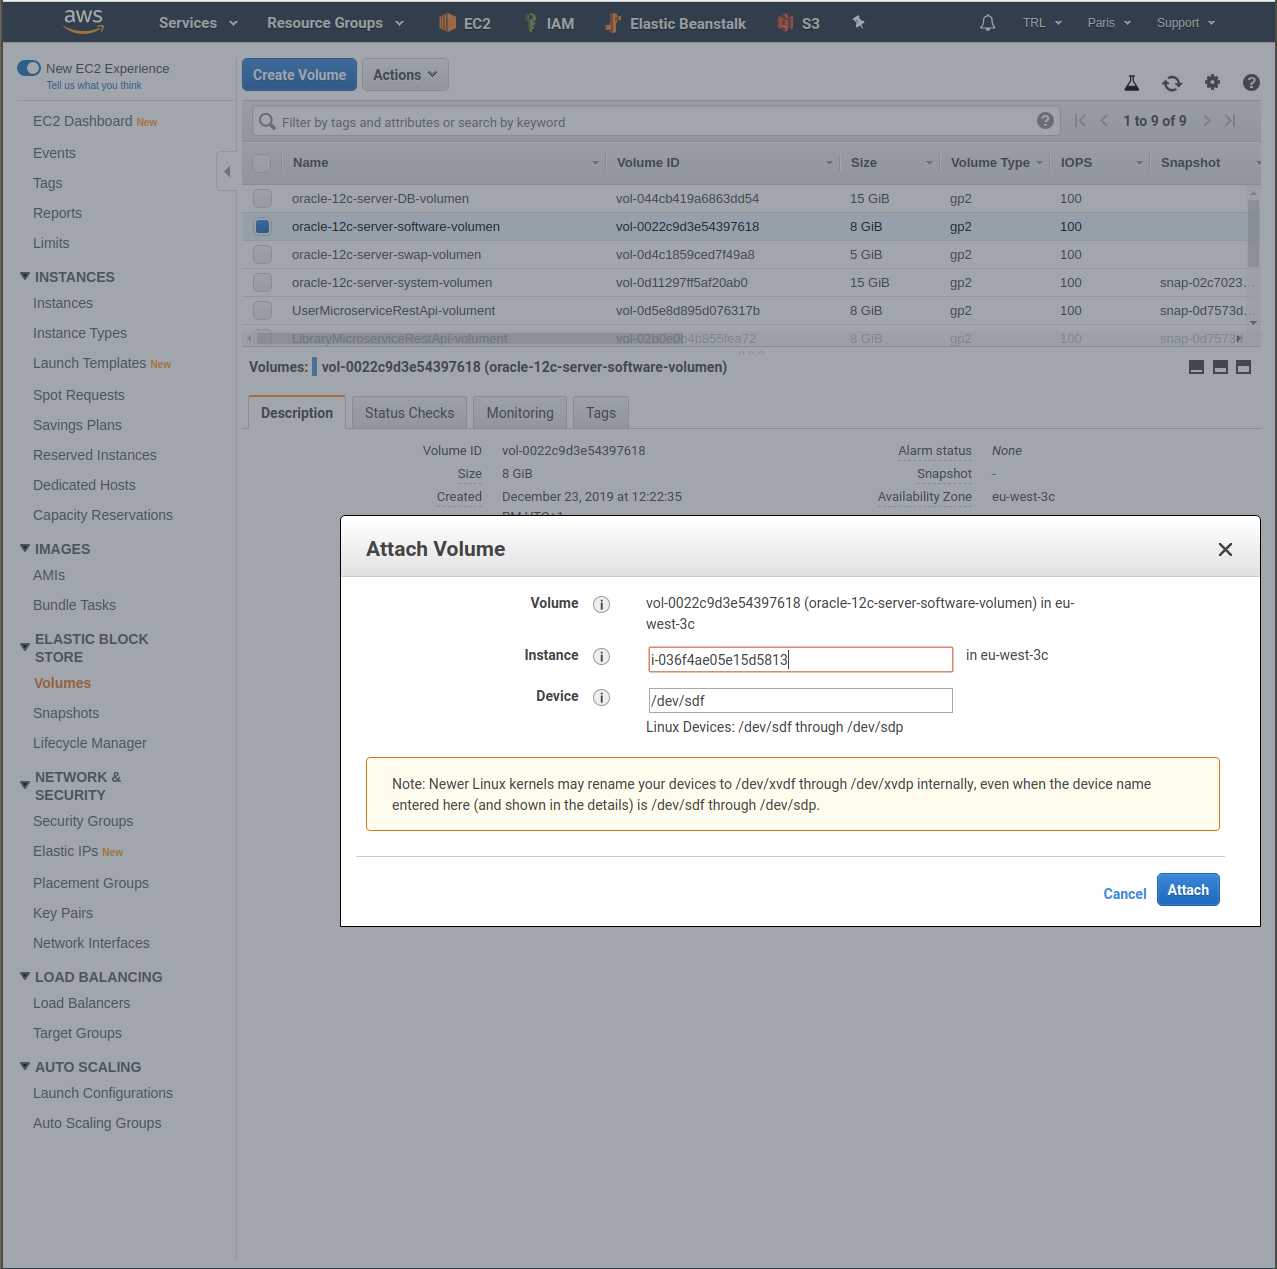 aws Services Resource Groups EC2 IAM Elastic Beanstalk S3 TRL Paris Support
New EC2 Experience
Tell us what you think
EC2 Dashboard New
Events
Tags
Reports
Limits
INSTANCES
Instances
Instance Types
Launch Templates New
Spot Requests
Savings Plans
Reserved Instances
Dedicated Hosts
Capacity Reservations
IMAGES
AMIs
Bundle Tasks
ELASTIC BLOCK
STORE
Volumes
Snapshots
Lifecycle Manager
NETWORK &
SECURITY
Security Groups
Elastic IPs New
Placement Groups
Key Pairs
Network Interfaces
LOAD BALANCING
Load Balancers
Target Groups
AUTO SCALING
Launch Configurations
Auto Scaling Groups
Create Volume Actions
Filter by tags and attributes or search by keyword 1 to 9 of 9
Name Volume ID Size Volume Type IOPS Snapshot
oracle-12c-server-DB-volumen vol-044cb419a6863dd54 15 GiB gp2 100
oracle-12c-server-software-volumen vol-0022c9d3e54397618 8 GiB gp2 100
oracle-12c-server-swap-volumen vol-0d4c1859ced7f49a8 5 GiB gp2 100
oracle-12c-server-system-volumen vol-0d11297ff5af20ab0 15 GiB gp2 100 snap-02c7023...
UserMicroserviceRestApi-volument vol-0d5e8d895d076317b 8 GiB gp2 100 snap-0d7573d...
LibraryMicroserviceRestApi-volument vol-02b0e0b4b855fea72 8 GiB gp2 100 snap-0d7573d.
Volumes: vol-0022c9d3e54397618 (oracle-12c-server-software-volumen)
Description Status Checks Monitoring Tags
Volume ID vol-0022c9d3e54397618 Alarm status None
Size 8 GiB Snapshot -
Created December 23, 2019 at 12:22:35 Availability Zone eu-west-3c
PM UTC+1
Attach Volume
Volume vol-0022c9d3e54397618 (oracle-12c-server-software-volumen) in eu-
west-3c
Instance i-036f4ae05e15d5813 in eu-west-3c
Device /dev/sdf
Linux Devices: /dev/sdf through /dev/sdp
Note: Newer Linux kernels may rename your devices to /dev/xvdf through /dev/xvdp internally, even when the device name
entered here (and shown in the details) is /dev/sdf through /dev/sdp.
Cancel Attach